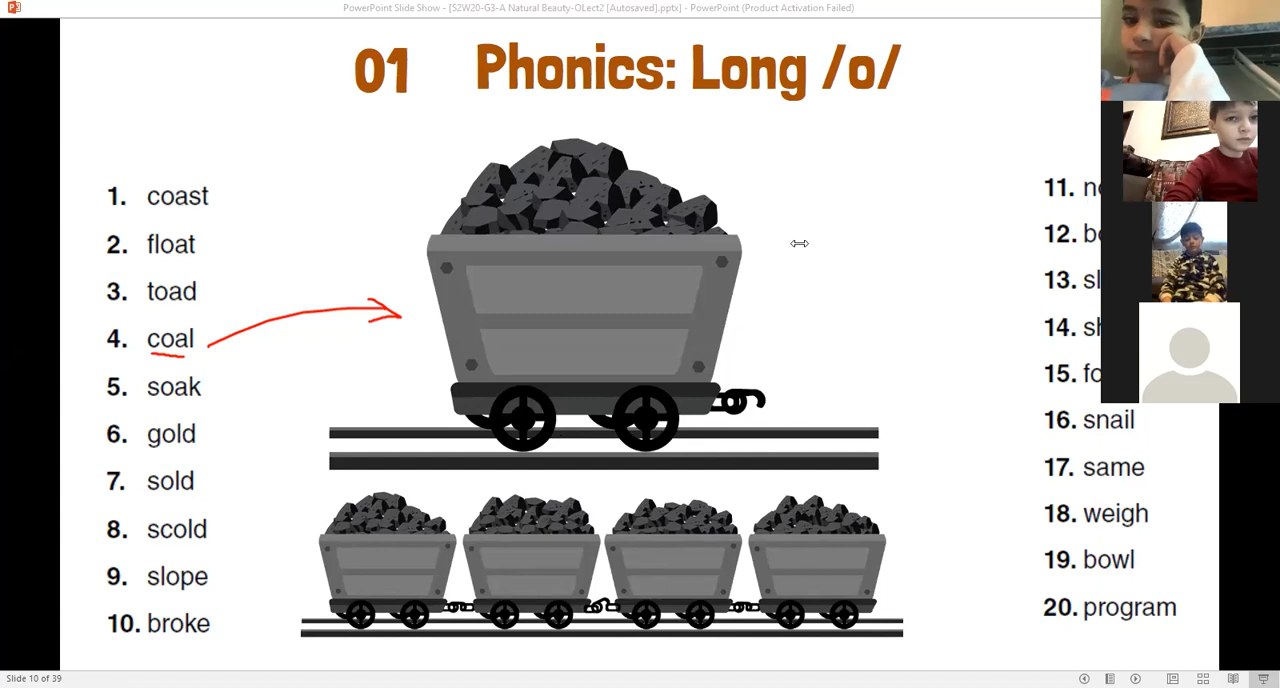 PowerPoint Slide Show - [S2W20-G3-A Natural Beauty-OLect2 [Autosaved].pptx] - PowerPoint (Product Activation Failed)
01 Phonics: Long /o/
1. coast
2. float
3. toad
4. coal
5. soak
6. gold
7. sold
8. scold
9. slope
10. broke
11.
12.
13.
14.
15.
16. snail
17. same
18. weigh
19. bowl
20. program
Slide 10 of 39